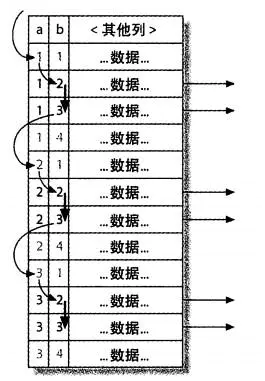 a b <其他列>
1 1 ...数据...
1 2 ...数据...
1 3 ...数据...
1 4 ...数据...
2 1 ...数据...
2 2 ...数据...
2 3 ...数据...
2 4 ...数据...
3 1 ...数据...
3 2 ...数据...
3 3 ...数据...
3 4 ...数据...